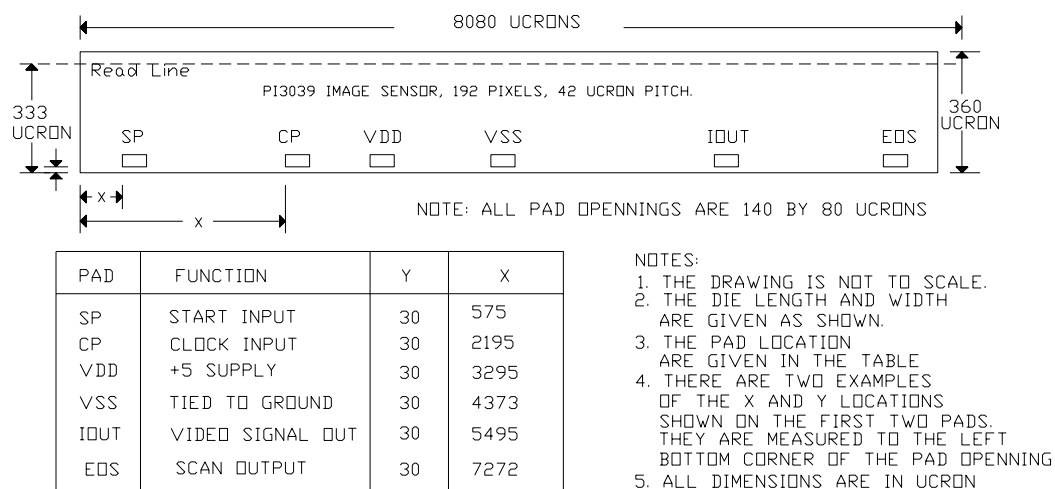 8080 UCRONS
Read Line
PI3039 IMAGE SENSOR, 192 PIXELS, 42 UCRON PITCH.
333
UCRON
360
UCRON
SP CP VDD VSS IOUT EOS
X
X
NOTE: ALL PAD OPENNINGS ARE 140 BY 80 UCRONS
PAD FUNCTION Y X
SP START INPUT 30 575
CP CLOCK INPUT 30 2195
VDD +5 SUPPLY 30 3295
VSS TIED TO GROUND 30 4373
IOUT VIDEO SIGNAL OUT 30 5495
EOS SCAN OUTPUT 30 7272
NOTES:
1. THE DRAWING IS NOT TO SCALE.
2. THE DIE LENGTH AND WIDTH
ARE GIVEN AS SHOWN.
3. THE PAD LOCATION
ARE GIVEN IN THE TABLE
4. THERE ARE TWO EXAMPLES
OF THE X AND Y LOCATIONS
SHOWN ON THE FIRST TWO PADS.
THEY ARE MEASURED TO THE LEFT
BOTTOM CORNER OF THE PAD OPENNING
5. ALL DIMENSIONS ARE IN UCRON